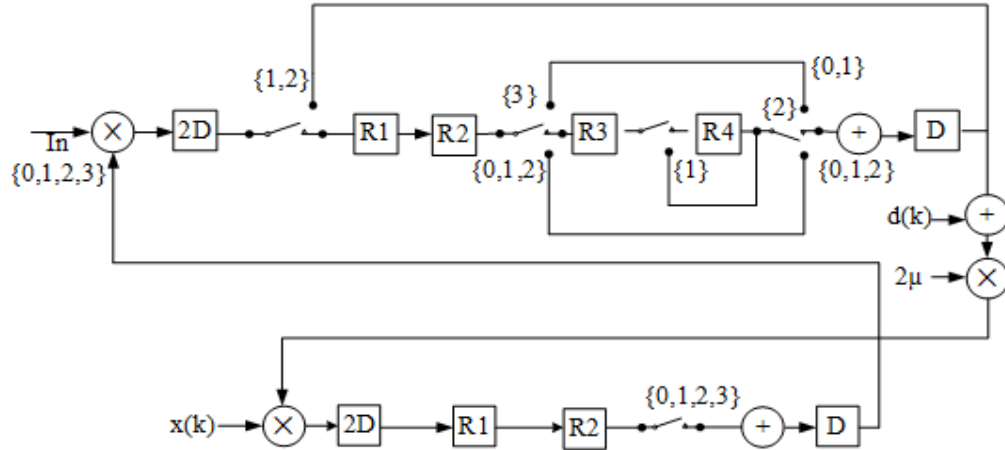 {1,2}
{3}
{0,1}
{2}
2D
R1
R2
R3
R4
+
D
In
×
{0,1,2,3}
{0,1,2}
{1}
{0,1,2}
d(k)
+
2μ
×
{0,1,2,3}
x(k)
×
2D
R1
R2
+
D